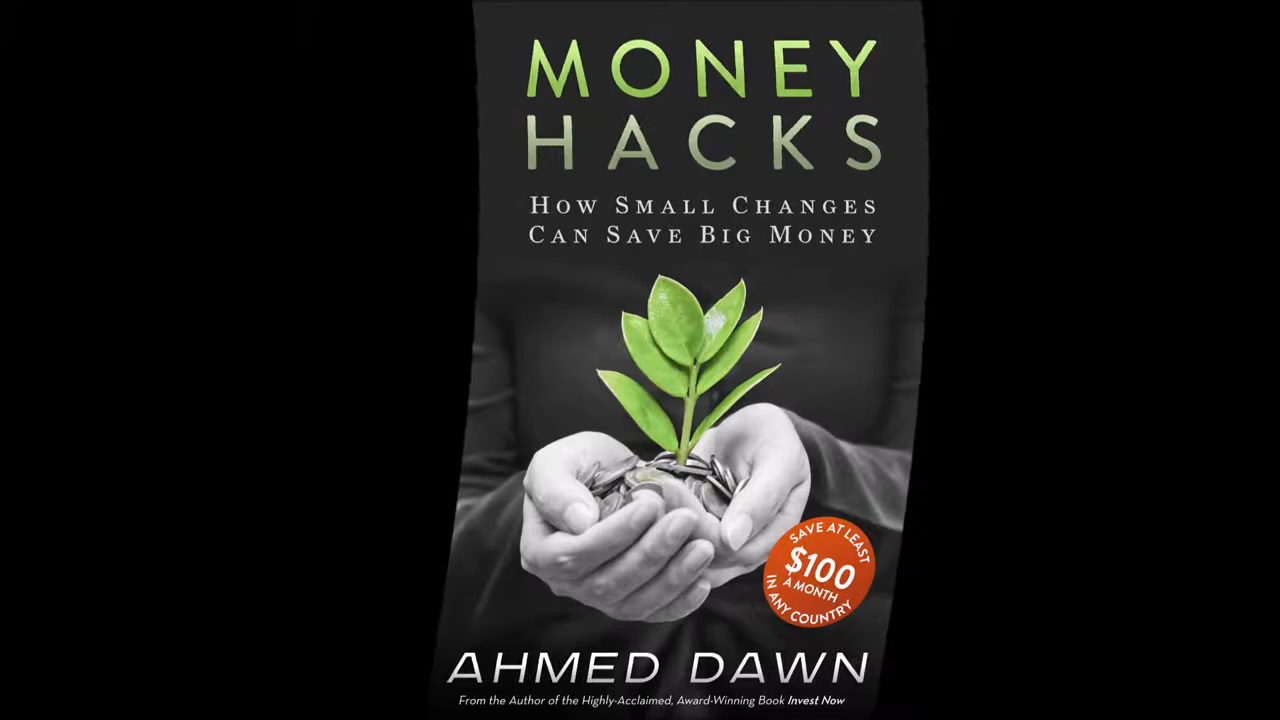 MONEY
HACKS
HOW SMALL CHANGES
CAN SAVE BIG MONEY
SAVE AT LEAST
$100
A MONTH
IN ANY COUNTRY
AHMED DAWN
From the Author of the Highly-Acclaimed, Award-Winning Book Invest Now